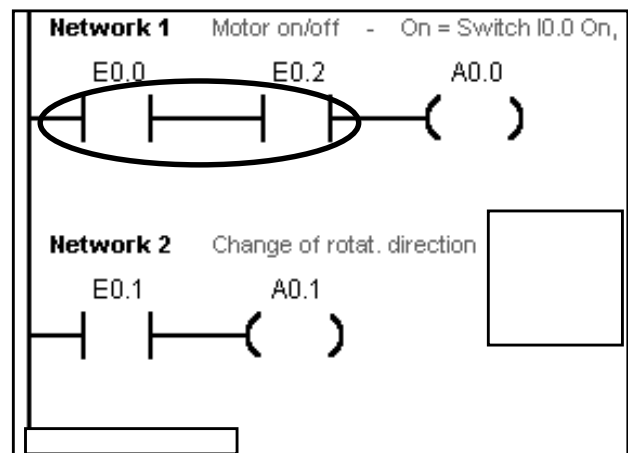 Network 1 Motor on/off - On = Switch I0.0 On,
E0.0 E0.2 A0.0
Network 2 Change of rotat. direction
E0.1 A0.1